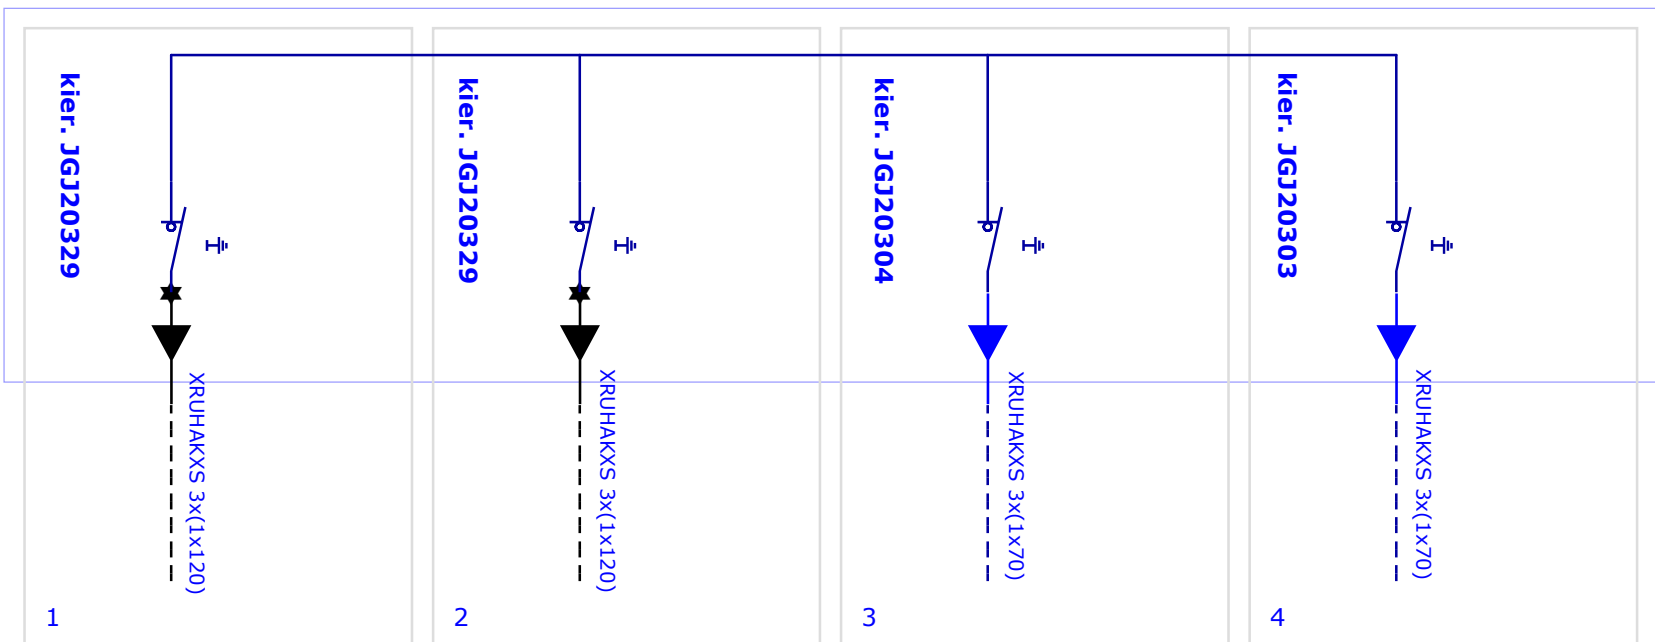 kier. JGJ20329
XRUHAKXS 3x(1x120)
1
kier. JGJ20329
XRUHAKXS 3x(1x120)
2
kier. JGJ20304
XRUHAKXS 3x(1x70)
3
kier. JGJ20303
XRUHAKXS 3x(1x70)
4